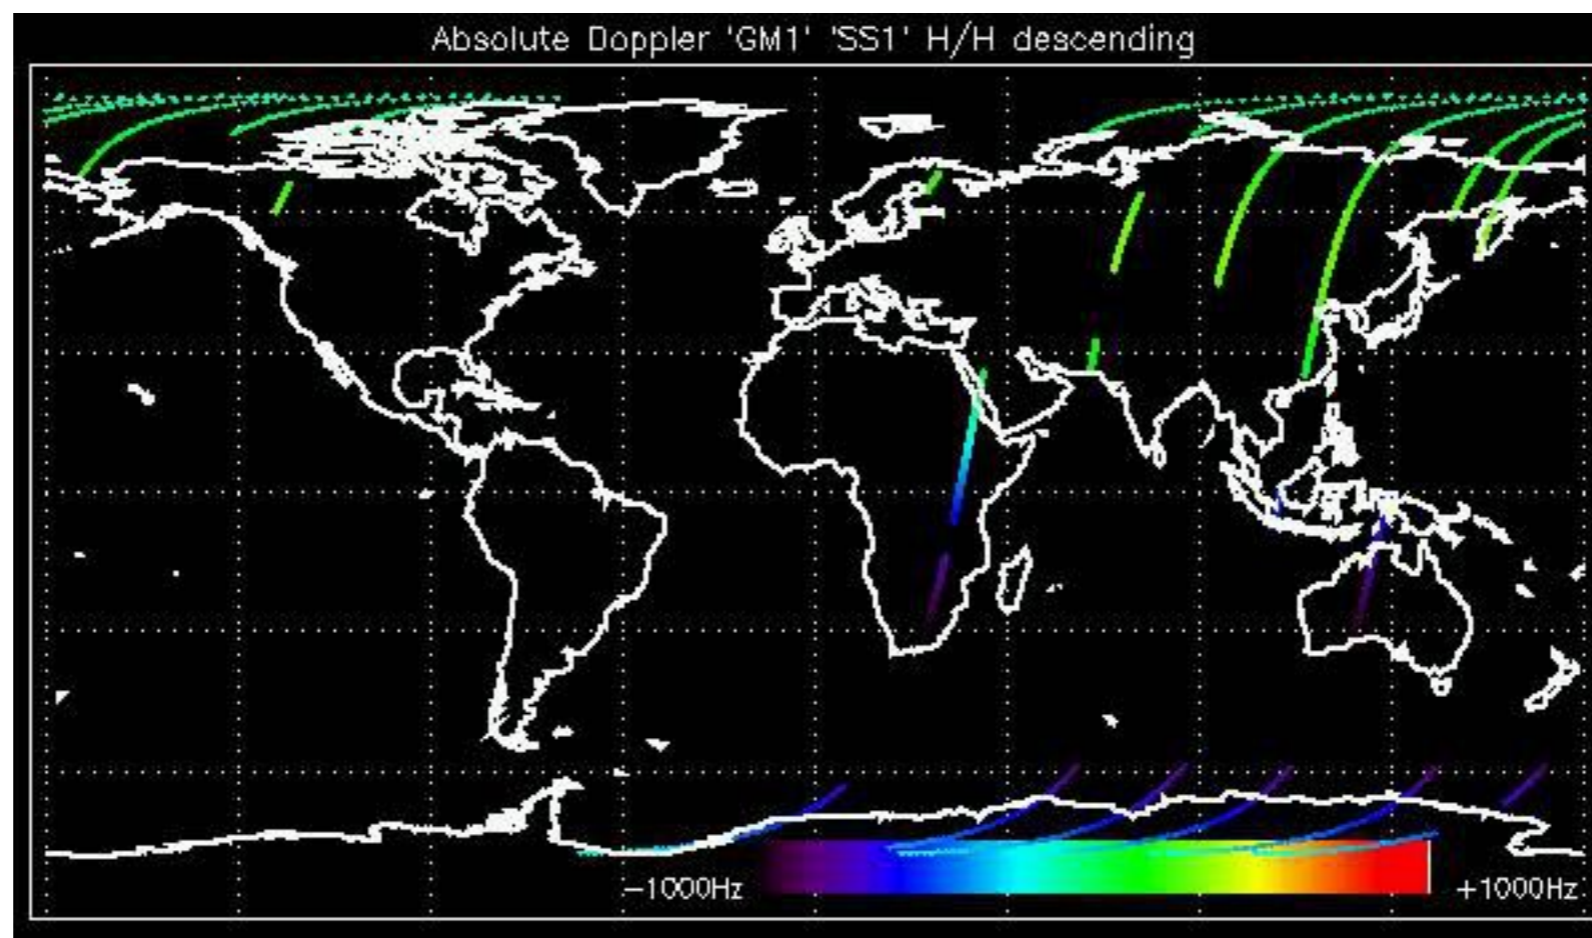 Absolute Doppler 'GM1' 'SS1' H/H descending
−1000Hz
+1000Hz